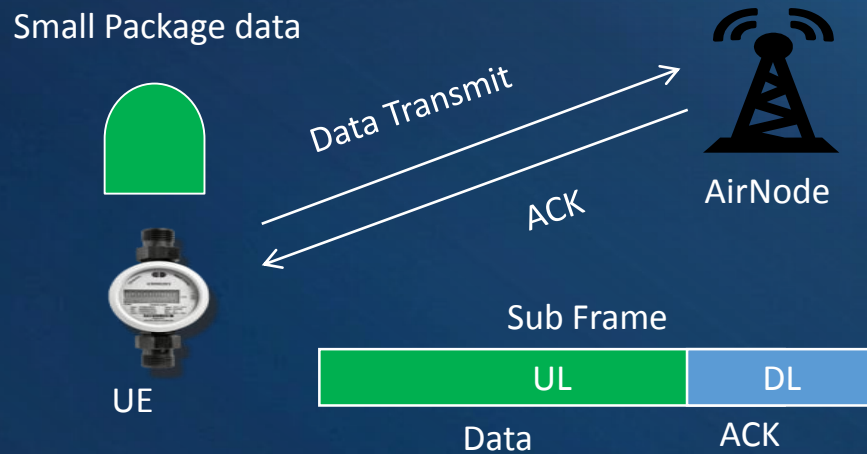 Small Package data
Data Transmit
ACK
AirNode
UE
Sub Frame
UL
DL
Data
ACK